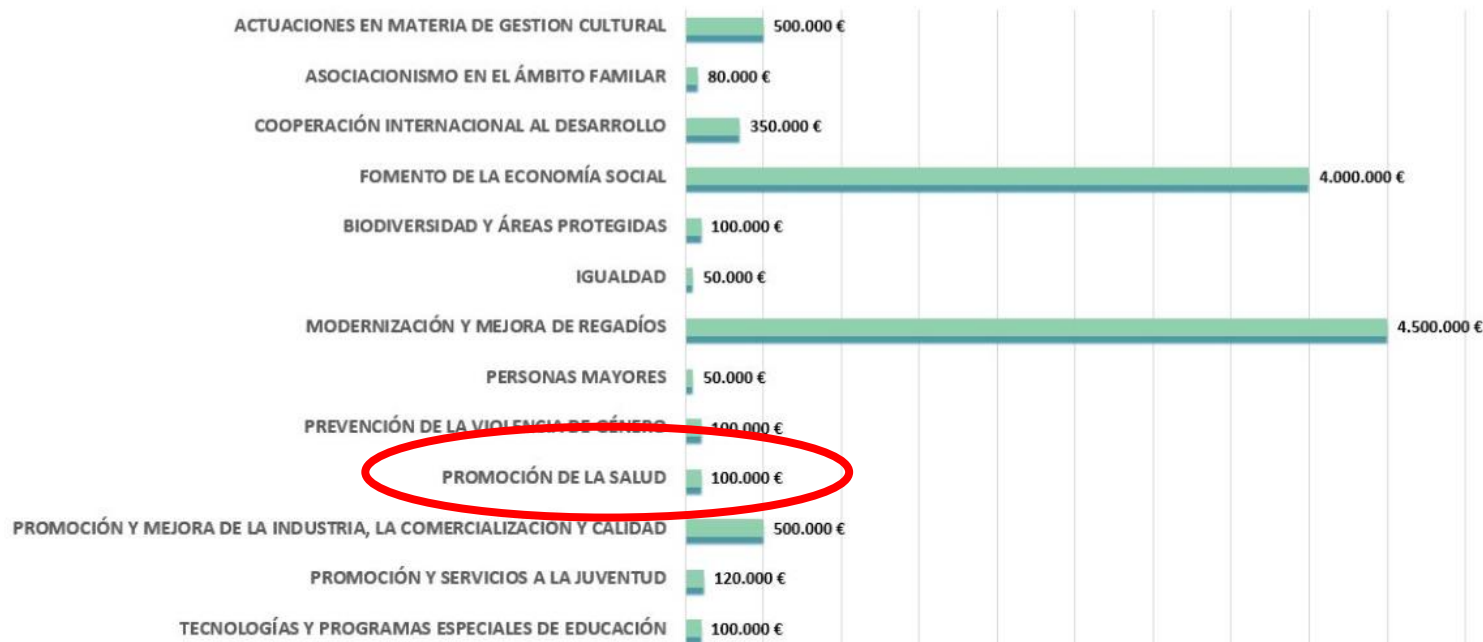 ACTUACIONES EN MATERIA DE GESTION CULTURAL 500.000 €
ASOCIACIONISMO EN EL ÁMBITO FAMILAR 80.000 €
COOPERACIÓN INTERNACIONAL AL DESARROLLO 350.000 €
FOMENTO DE LA ECONOMÍA SOCIAL 4.000.000 €
BIODIVERSIDAD Y ÁREAS PROTEGIDAS 100.000 €
IGUALDAD 50.000 €
MODERNIZACIÓN Y MEJORA DE REGADÍOS 4.500.000 €
PERSONAS MAYORES 50.000 €
PREVENCIÓN DE LA VIOLENCIA DE GÉNERO 100.000 €
PROMOCIÓN DE LA SALUD 100.000 €
PROMOCIÓN Y MEJORA DE LA INDUSTRIA, LA COMERCIALIZACIÓN Y CALIDAD 500.000 €
PROMOCIÓN Y SERVICIOS A LA JUVENTUD 120.000 €
TECNOLOGÍAS Y PROGRAMAS ESPECIALES DE EDUCACIÓN 100.000 €